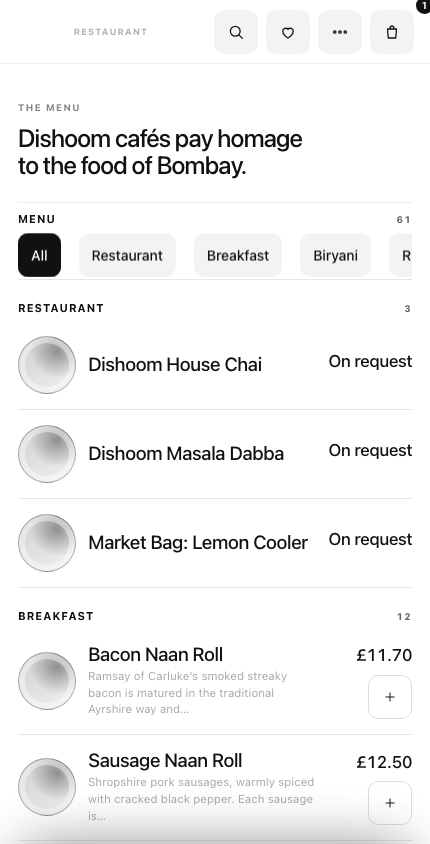 1
RESTAURANT
THE MENU
Dishoom cafés pay homage
to the food of Bombay.
MENU 61
All Restaurant Breakfast Biryani R
RESTAURANT 3
Dishoom House Chai On request
Dishoom Masala Dabba On request
Market Bag: Lemon Cooler On request
BREAKFAST 12
Bacon Naan Roll £11.70
Ramsay of Carluke's smoked streaky
bacon is matured in the traditional
Ayrshire way and...
+
Sausage Naan Roll £12.50
Shropshire pork sausages, warmly spiced
with cracked black pepper. Each sausage
is...
+